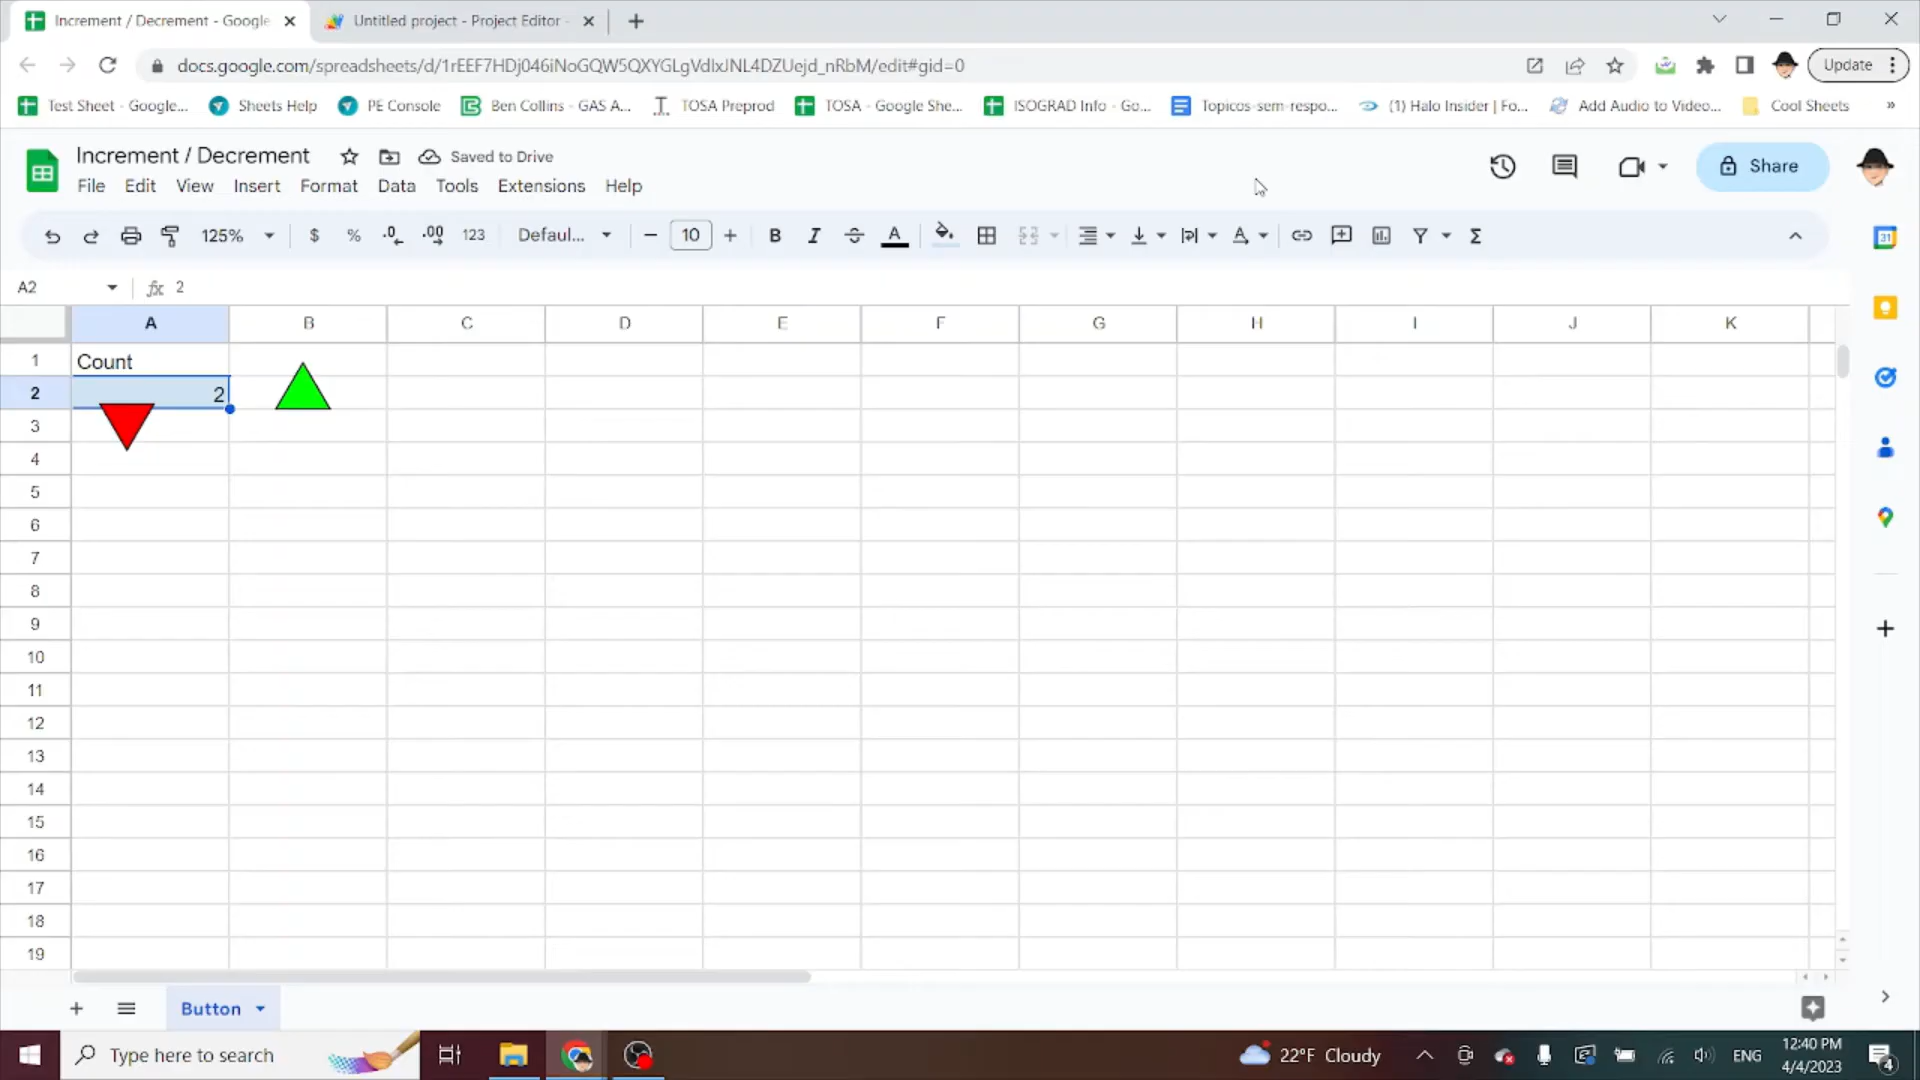 Increment / Decrement - Google
Untitled project - Project Editor -
docs.google.com/spreadsheets/d/1rEEF7HDj046iNoGQW5QXYGLgVdlxJNL4DZUejd_nRbM/edit#gid=0
Update
Test Sheet - Google...
Sheets Help
PE Console
Ben Collins - GAS A...
TOSA Preprod
TOSA - Google She...
ISOGRAD Info - Go...
Topicos-sem-respo...
(1) Halo Insider | Fo...
Add Audio to Video...
Cool Sheets
»
Increment / Decrement
Saved to Drive
File Edit View Insert Format Data Tools Extensions Help
Share
125%
$ % .0 .00 123
Defaul...
10
B I A
Σ
31
A2
fx 2
A B C D E F G H I J K
1 Count
2 2
3
4
5
6
7
8
9
10
11
12
13
14
15
16
17
18
19
Button
Type here to search
22°F Cloudy
ENG
12:40 PM
4/4/2023
4